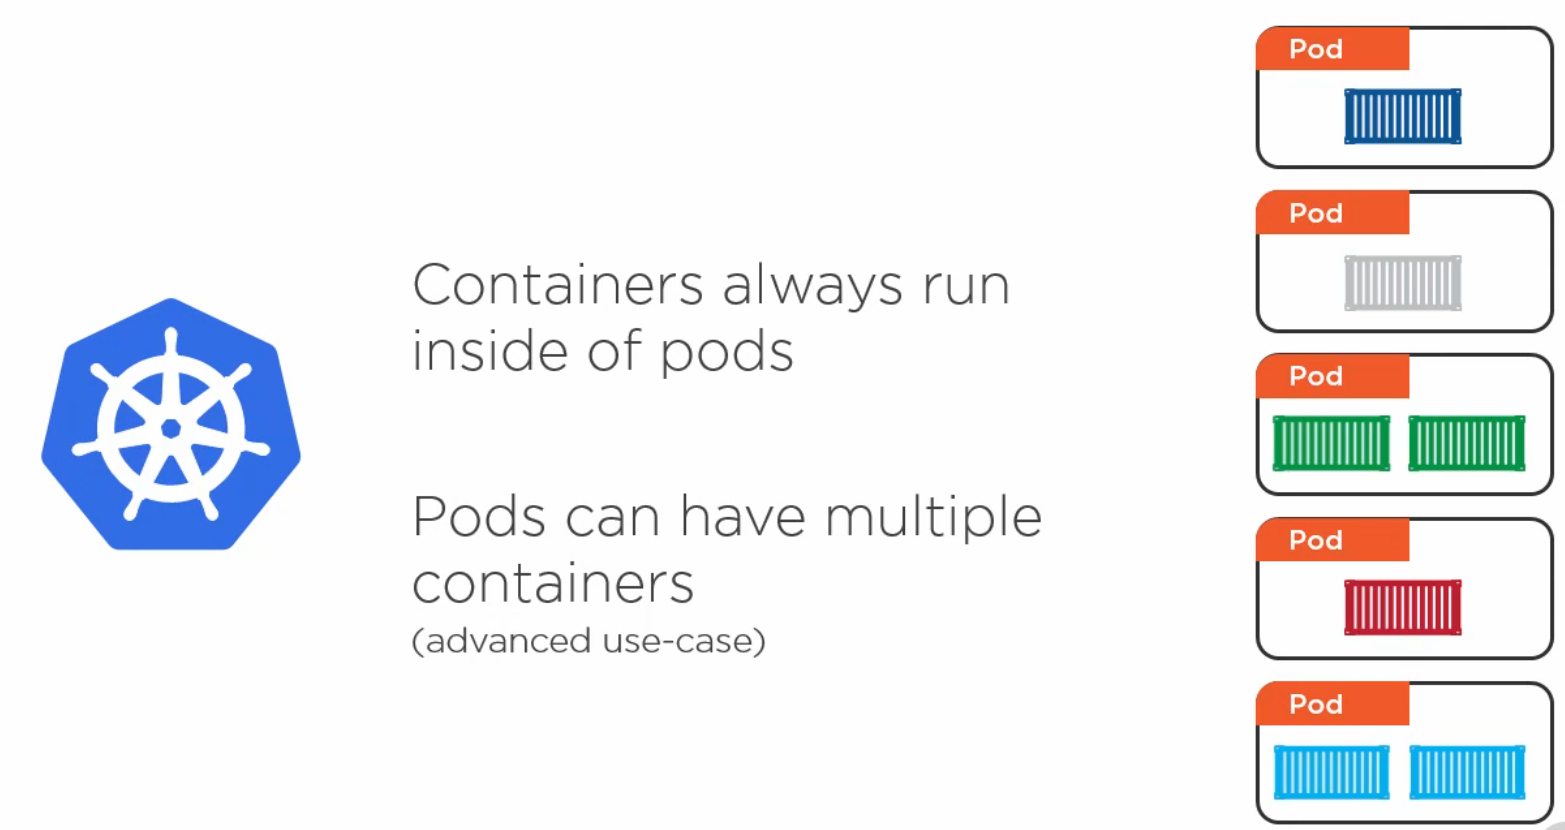 Containers always run
inside of pods
Pods can have multiple
containers
(advanced use-case)
Pod
Pod
Pod
Pod
Pod